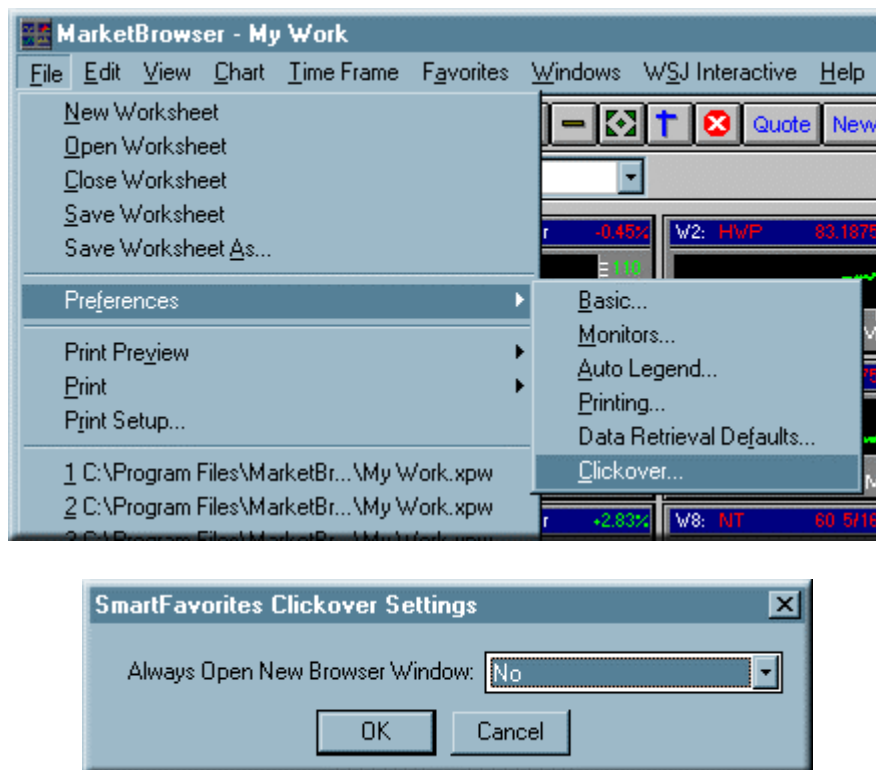 MarketBrowser - My Work
File Edit View Chart Time Frame Favorites Windows WSJ Interactive Help
New Worksheet
Open Worksheet
Close Worksheet
Save Worksheet
Save Worksheet As...
Quote New
r -0.45% W2: HWP 83.1875
110
Preferences
Basic...
Monitors...
Auto Legend...
Printing...
Data Retrieval Defaults...
Clickover...
Print Preview
Print
Print Setup...
1 C:\Program Files\MarketBr...\My Work.xpw
2 C:\Program Files\MarketBr...\My Work.xpw
r +2.83% W8: NT 60 5/16
SmartFavorites Clickover Settings
Always Open New Browser Window: No
OK Cancel